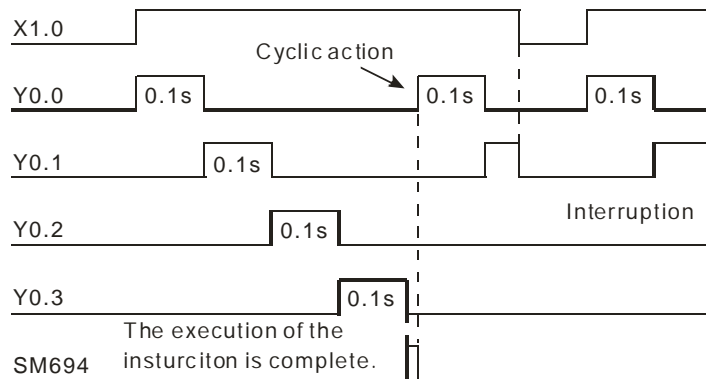 X1.0
Cyclic action
Y0.0
0.1s
0.1s
0.1s
Y0.1
0.1s
Y0.2
0.1s
Interruption
Y0.3
0.1s
The execution of the
insturciton is complete.
SM694